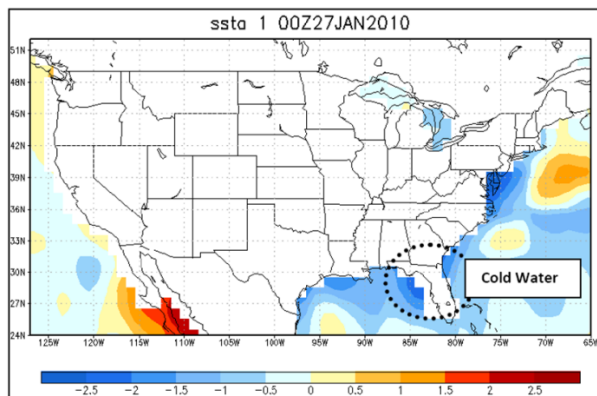 ssta 1 00Z27JAN2010
51N
48N
45N
42N
39N
36N
33N
30N
27N
24N
Cold Water
125W 120W 115W 110W 105W 100W 95W 90W 85W 80W 75W 70W 65W
-2.5 -2 -1.5 -1 -0.5 0 0.5 1 1.5 2 2.5